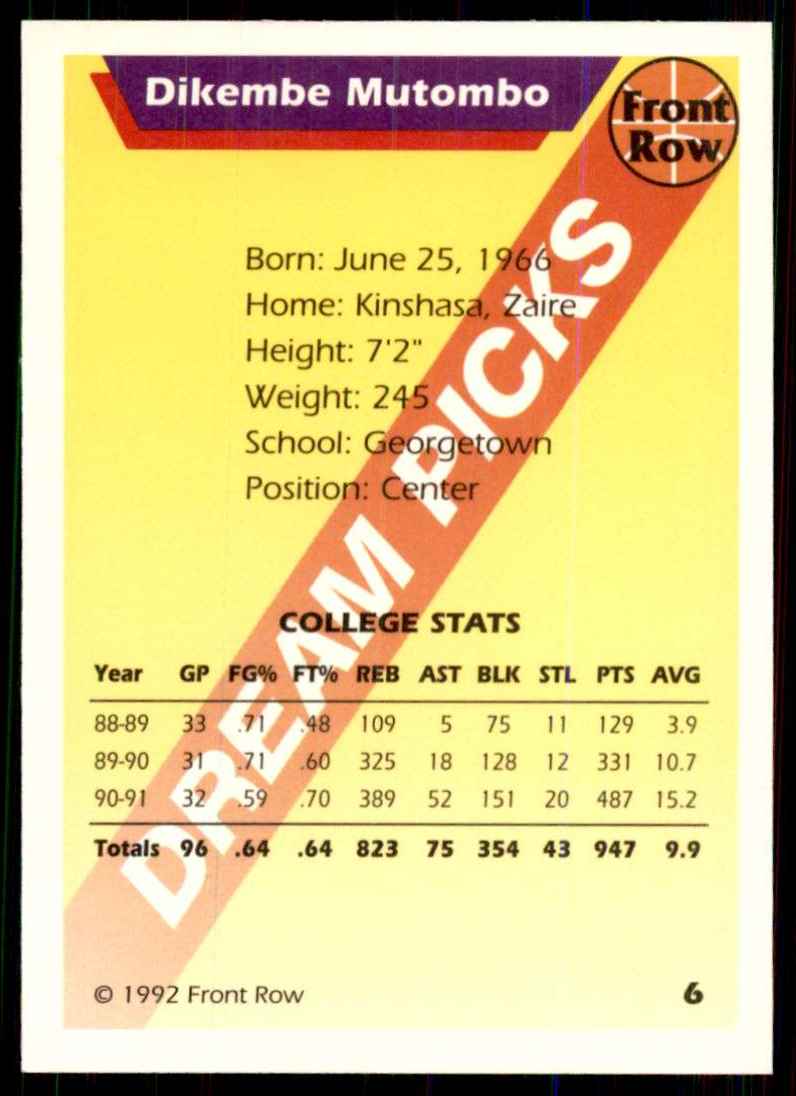 Dikembe Mutombo
Front
Row
Born: June 25, 1966
Home: Kinshasa, Zaire
Height: 7'2"
Weight: 245
School: Georgetown
Position: Center
DREAM PICKS
COLLEGE STATS
Year GP FG% FT% REB AST BLK STL PTS AVG
88-89 33 .71 .48 109 5 75 11 129 3.9
89-90 31 .71 .60 325 18 128 12 331 10.7
90-91 32 .59 .70 389 52 151 20 487 15.2
Totals 96 .64 .64 823 75 354 43 947 9.9
© 1992 Front Row 6